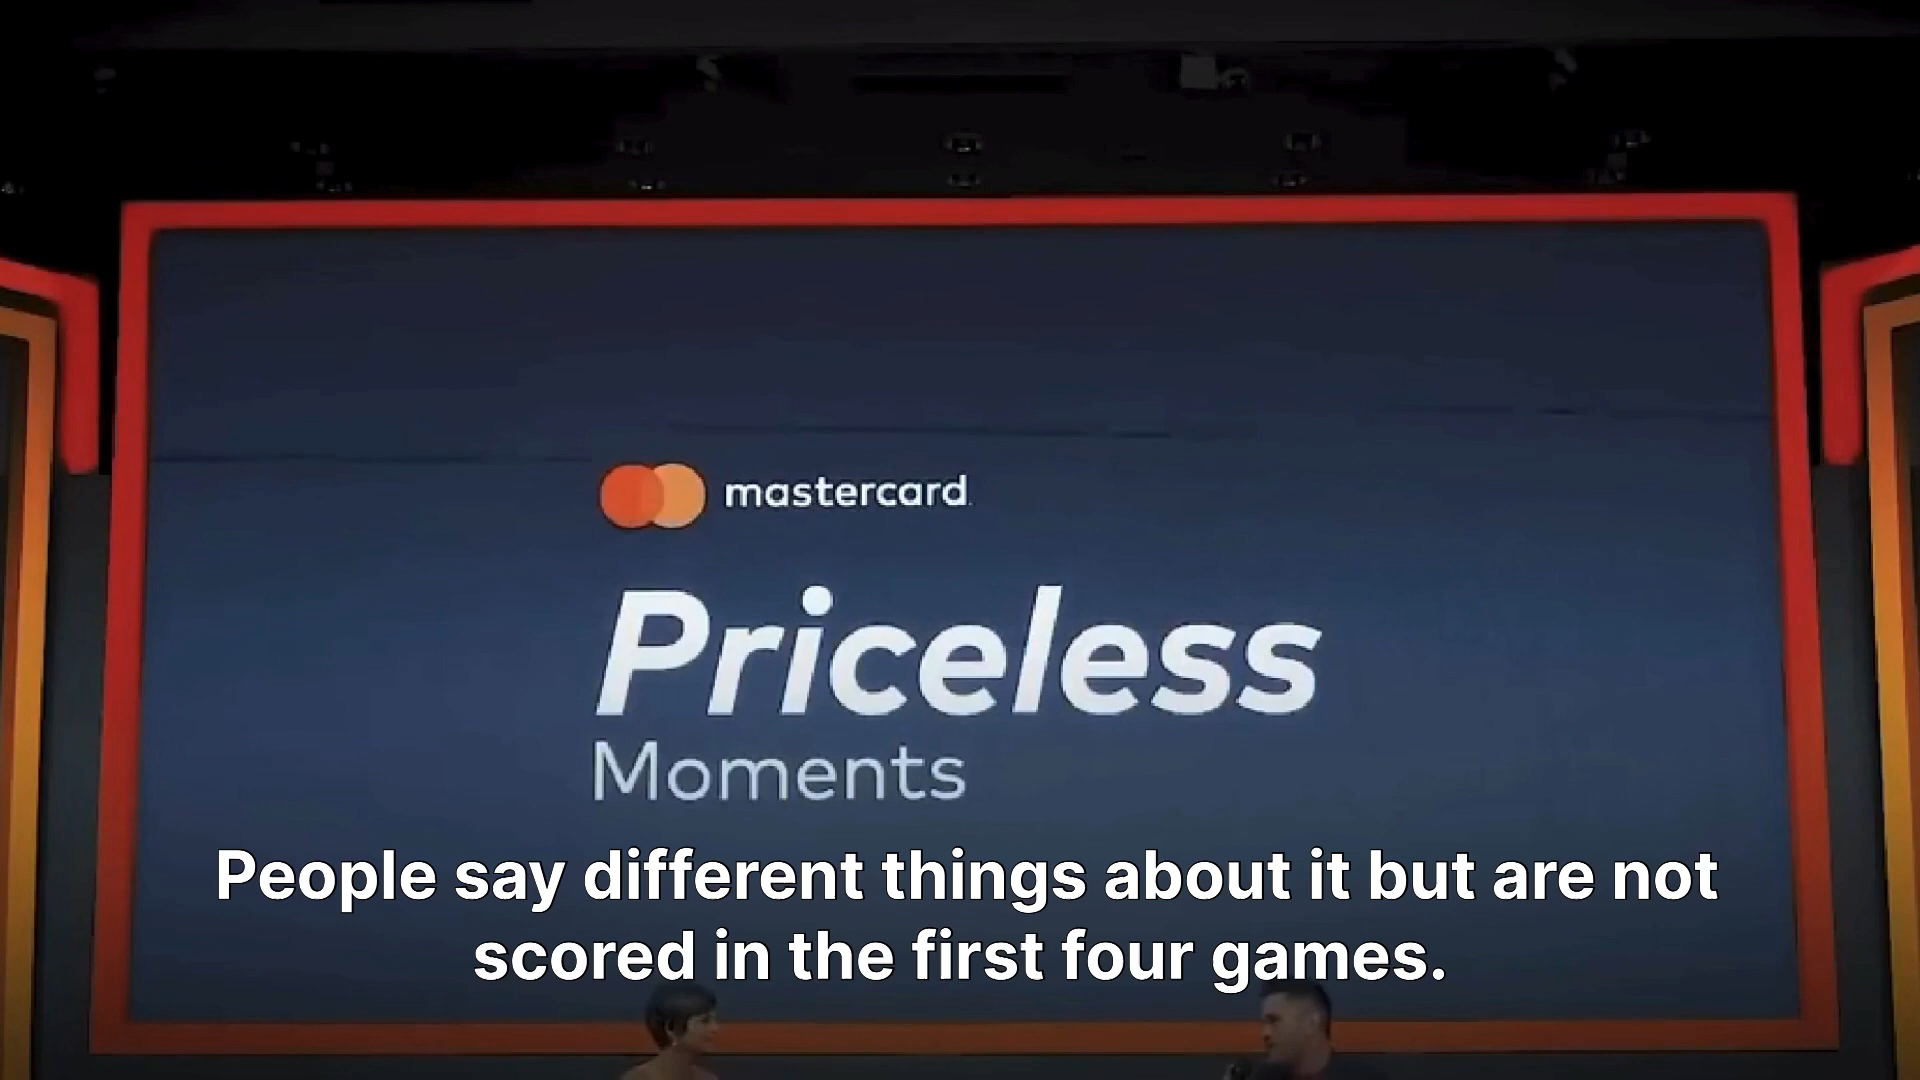 mastercard.
Priceless
Moments
People say different things about it but are not
scored in the first four games.